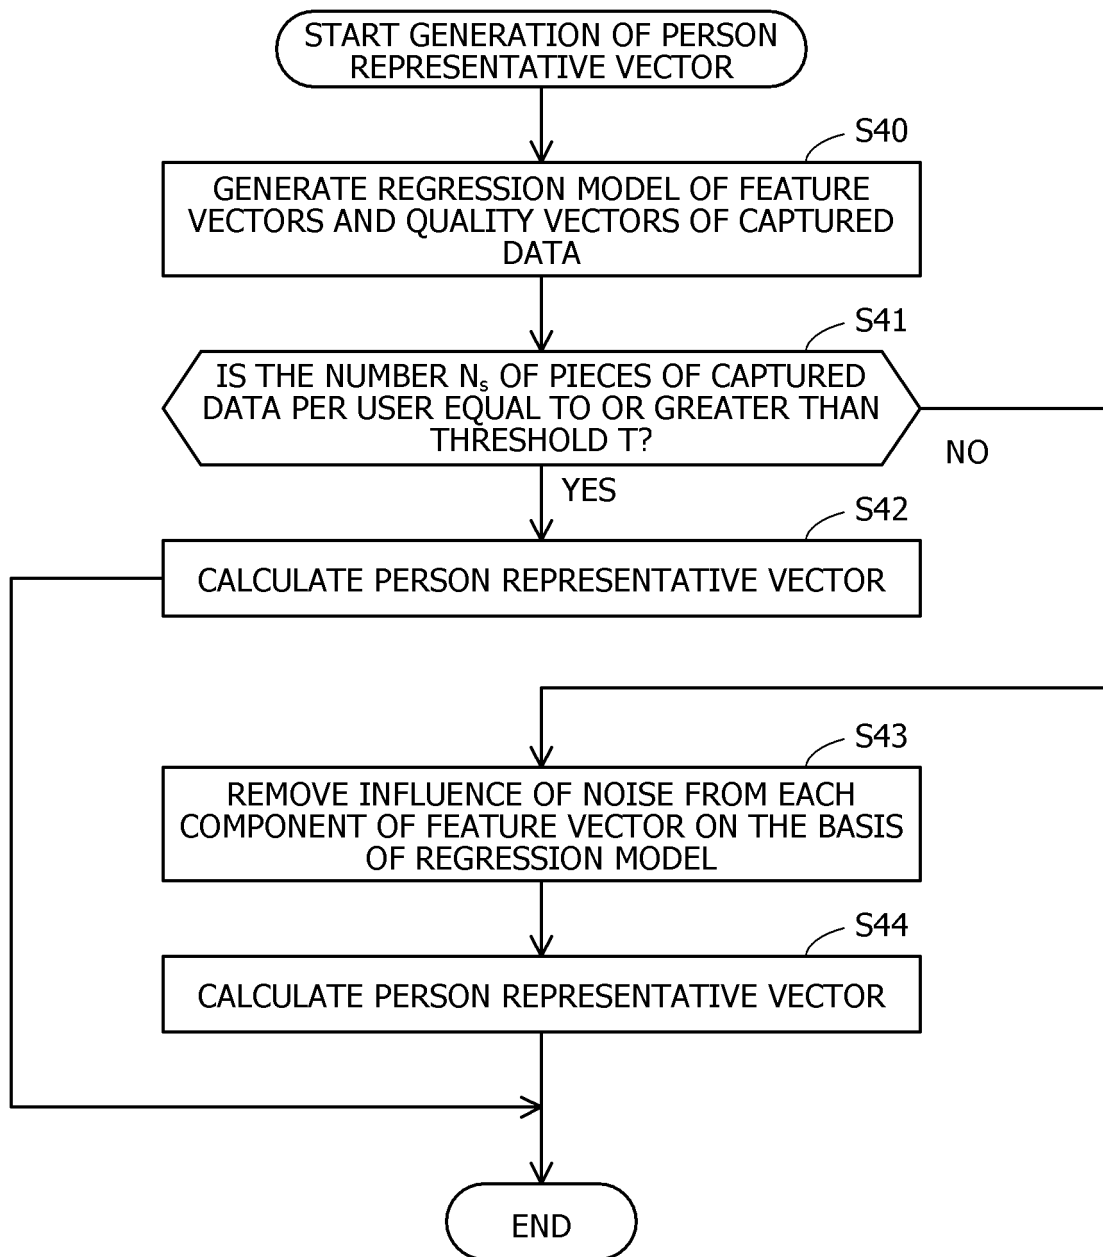 START GENERATION OF PERSON
REPRESENTATIVE VECTOR
S40
GENERATE REGRESSION MODEL OF FEATURE
VECTORS AND QUALITY VECTORS OF CAPTURED
DATA
S41
IS THE NUMBER Ns OF PIECES OF CAPTURED
DATA PER USER EQUAL TO OR GREATER THAN
THRESHOLD T?
NO
YES
S42
CALCULATE PERSON REPRESENTATIVE VECTOR
S43
REMOVE INFLUENCE OF NOISE FROM EACH
COMPONENT OF FEATURE VECTOR ON THE BASIS
OF REGRESSION MODEL
S44
CALCULATE PERSON REPRESENTATIVE VECTOR
END